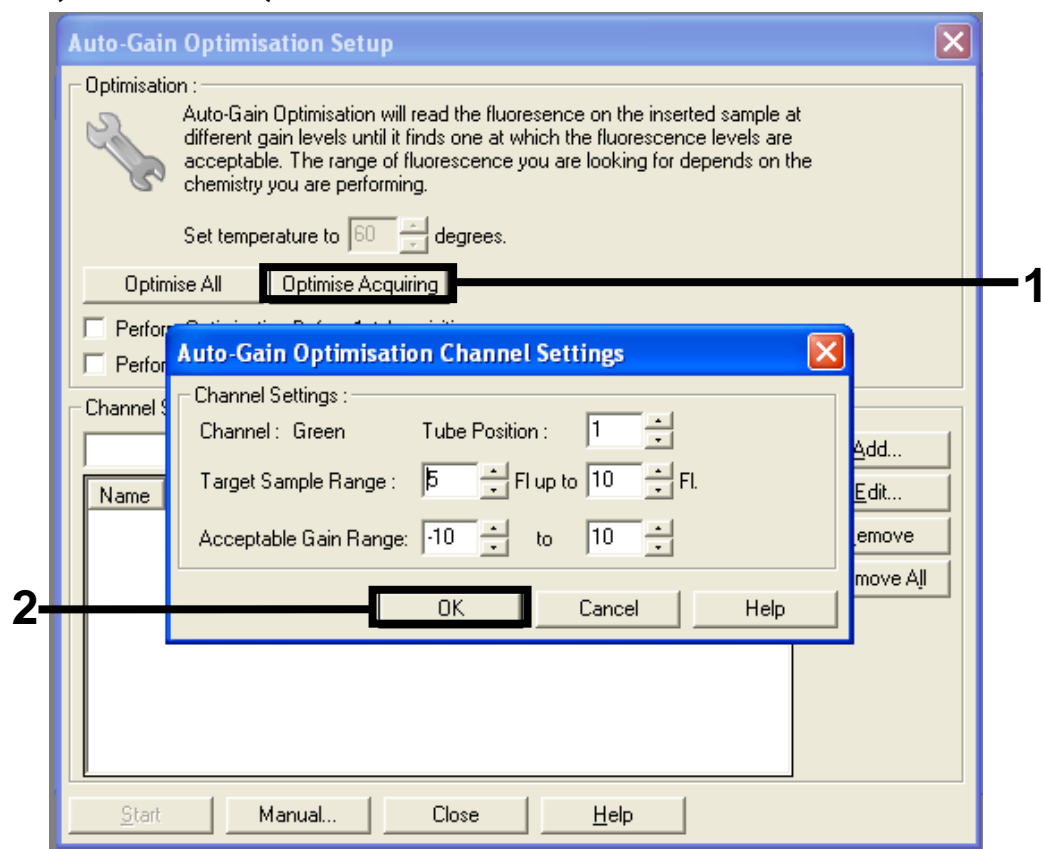 Auto-Gain Optimisation Setup
Optimisation :
Auto-Gain Optimisation will read the fluoresence on the inserted sample at
different gain levels until it finds one at which the fluorescence levels are
acceptable. The range of fluorescence you are looking for depends on the
chemistry you are performing.
Set temperature to 60 degrees.
Optimise All Optimise Acquiring
1
Auto-Gain Optimisation Channel Settings
Channel Settings :
Channel : Green Tube Position : 1
Target Sample Range : 5 Fl up to 10 Fl.
Acceptable Gain Range: -10 to 10
OK Cancel Help
2
Channel
Name
Add...
Edit...
Start Manual... Close Help